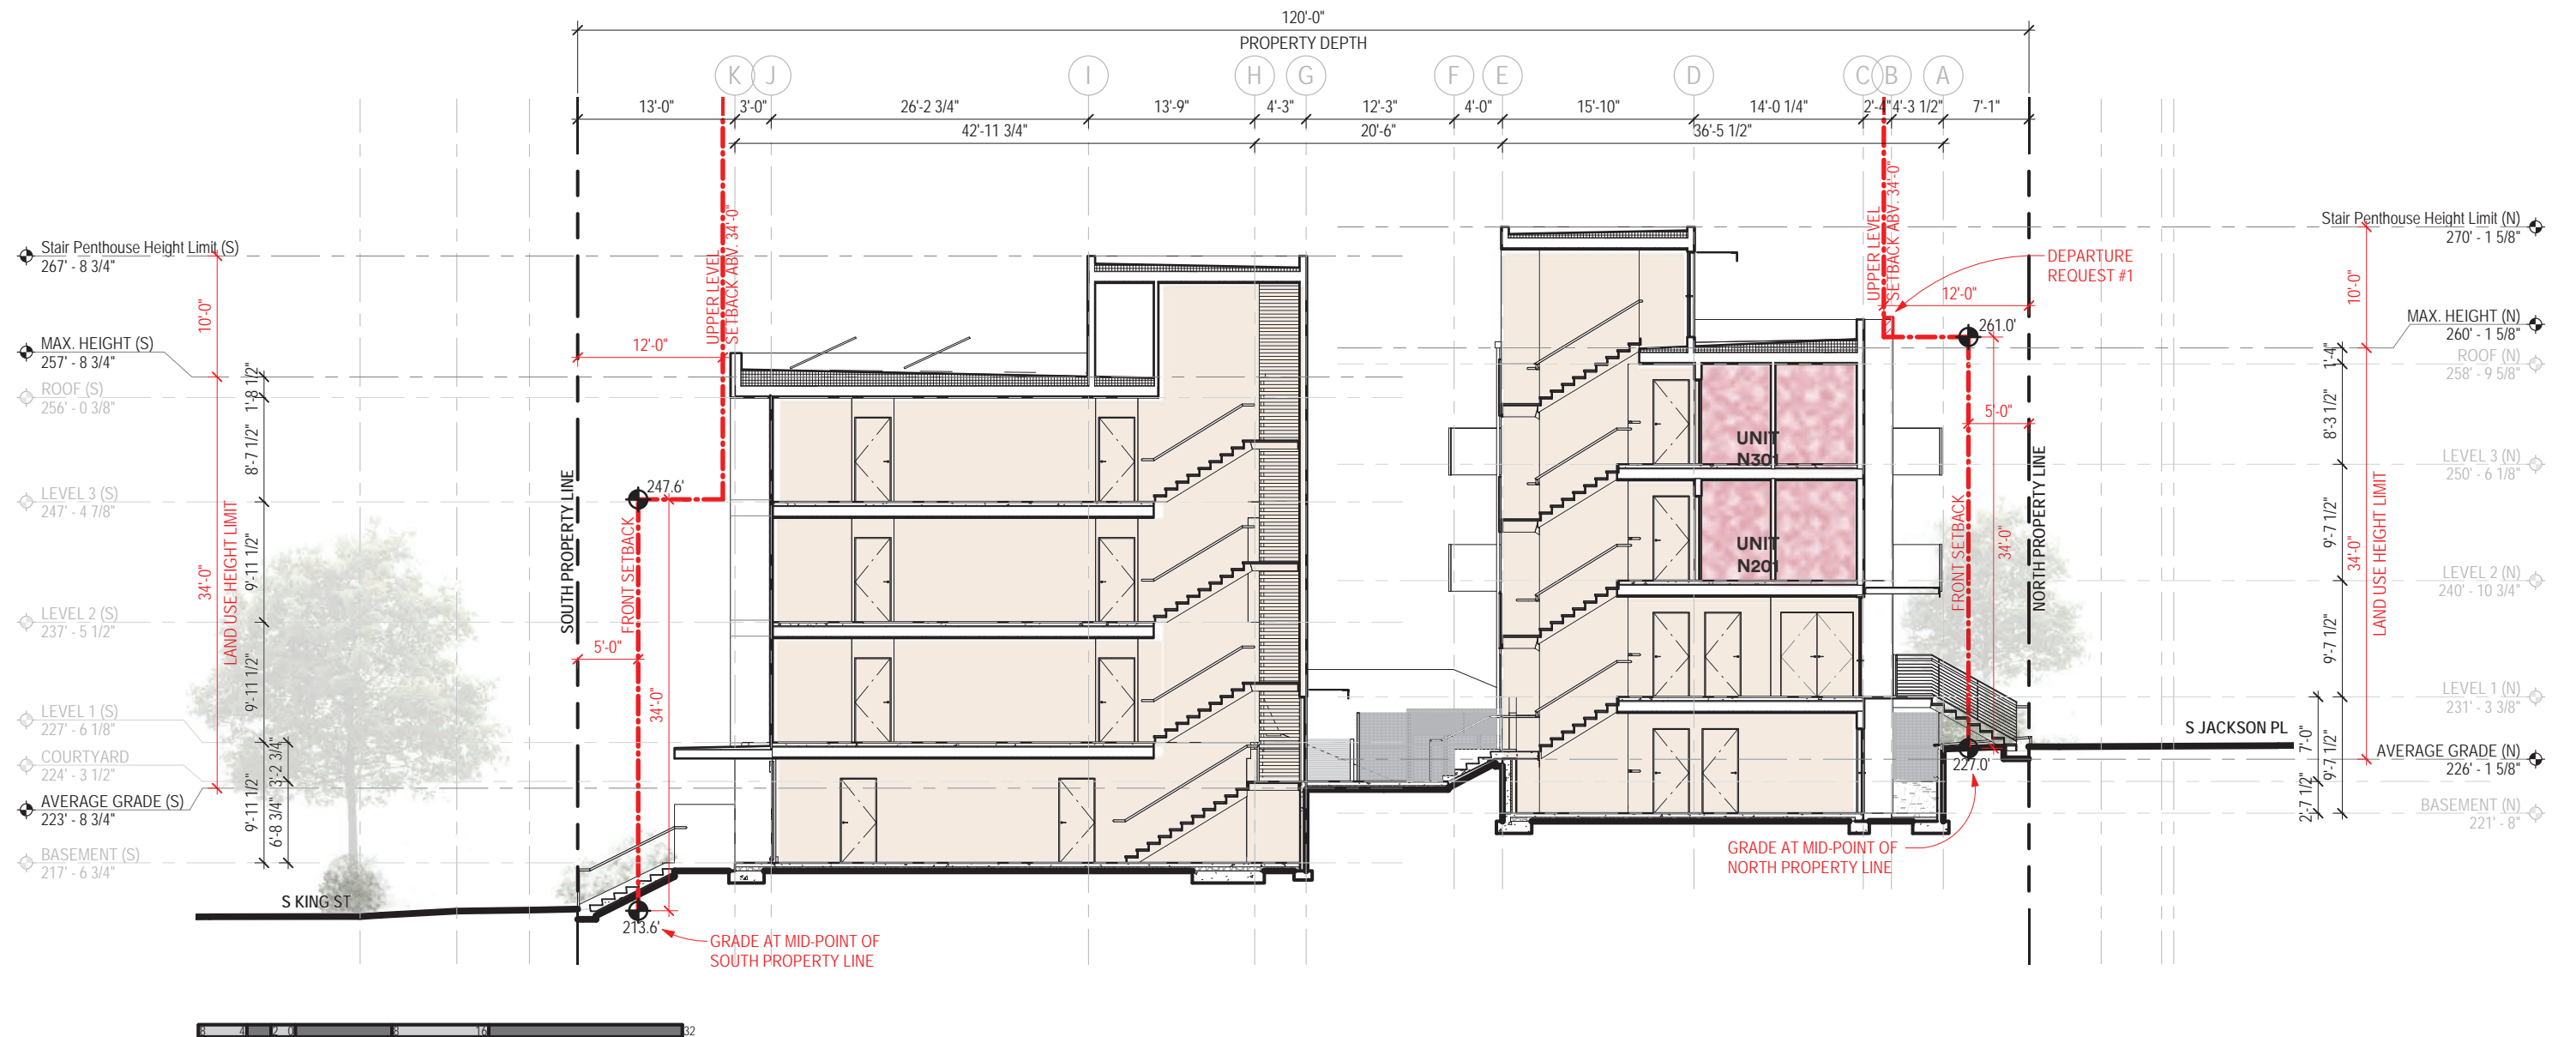 120'-0"
PROPERTY DEPTH
K J I H G F E D C B A
13'-0" 3'-0" 26'-2 3/4" 13'-9" 4'-3" 12'-3" 4'-0" 15'-10" 14'-0 1/4" 2'-4" 4'-3 1/2" 7'-1"
42'-11 3/4" 20'-6" 36'-5 1/2"
Stair Penthouse Height Limit (S)
267' - 8 3/4"
MAX. HEIGHT (S)
257' - 8 3/4"
ROOF (S)
256' - 0 3/8"
LEVEL 3 (S)
247' - 4 7/8"
LEVEL 2 (S)
237' - 5 1/2"
LEVEL 1 (S)
227' - 6 1/8"
COURTYARD
224' - 3 1/2"
AVERAGE GRADE (S)
223' - 8 3/4"
BASEMENT (S)
217' - 6 3/4"
10'-0"
34'-0"
LAND USE HEIGHT LIMIT
1'-8 1/2"
8'-7 1/2"
9'-11 1/2"
9'-11 1/2"
9'-11 1/2"
3'-2 3/4"
6'-8 3/4"
S KING ST
SOUTH PROPERTY LINE
5'-0"
FRONT SETBACK
34'-0"
247.6'
12'-0"
UPPER LEVEL
SETBACK ABV. 34'-0"
213.6'
GRADE AT MID-POINT OF
SOUTH PROPERTY LINE
UNIT
N301
UNIT
N201
UPPER LEVEL
SETBACK ABV. 34'-0"
DEPARTURE
REQUEST #1
12'-0"
261.0'
5'-0"
34'-0"
FRONT SETBACK
NORTH PROPERTY LINE
227.0'
GRADE AT MID-POINT OF
NORTH PROPERTY LINE
S JACKSON PL
Stair Penthouse Height Limit (N)
270' - 1 5/8"
MAX. HEIGHT (N)
260' - 1 5/8"
ROOF (N)
258' - 9 5/8"
LEVEL 3 (N)
250' - 6 1/8"
LEVEL 2 (N)
240' - 10 3/4"
LEVEL 1 (N)
231' - 3 3/8"
AVERAGE GRADE (N)
226' - 1 5/8"
BASEMENT (N)
221' - 8"
10'-0"
34'-0"
LAND USE HEIGHT LIMIT
1'-4"
8'-3 1/2"
9'-7 1/2"
9'-7 1/2"
9'-7 1/2"
7'-0"
2'-7 1/2"
8 4 2 0 8 16 32